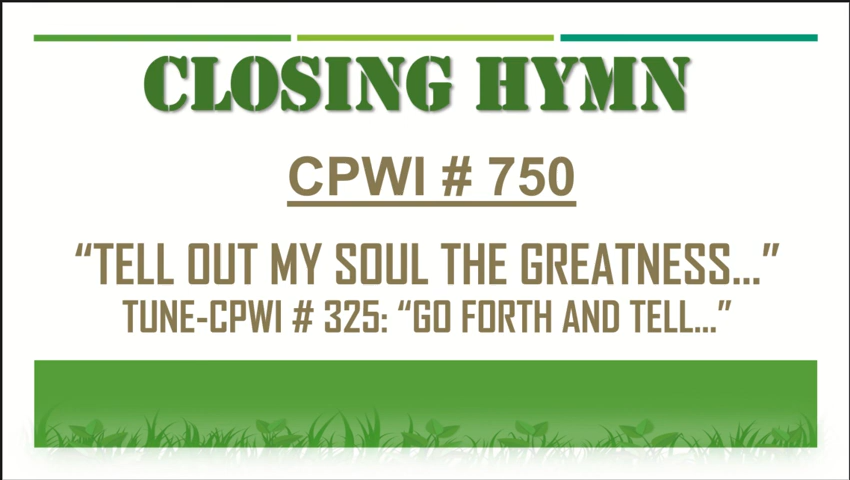 CLOSING HYMN
CPWI # 750
“TELL OUT MY SOUL THE GREATNESS...”
TUNE-CPWI # 325: “GO FORTH AND TELL...”